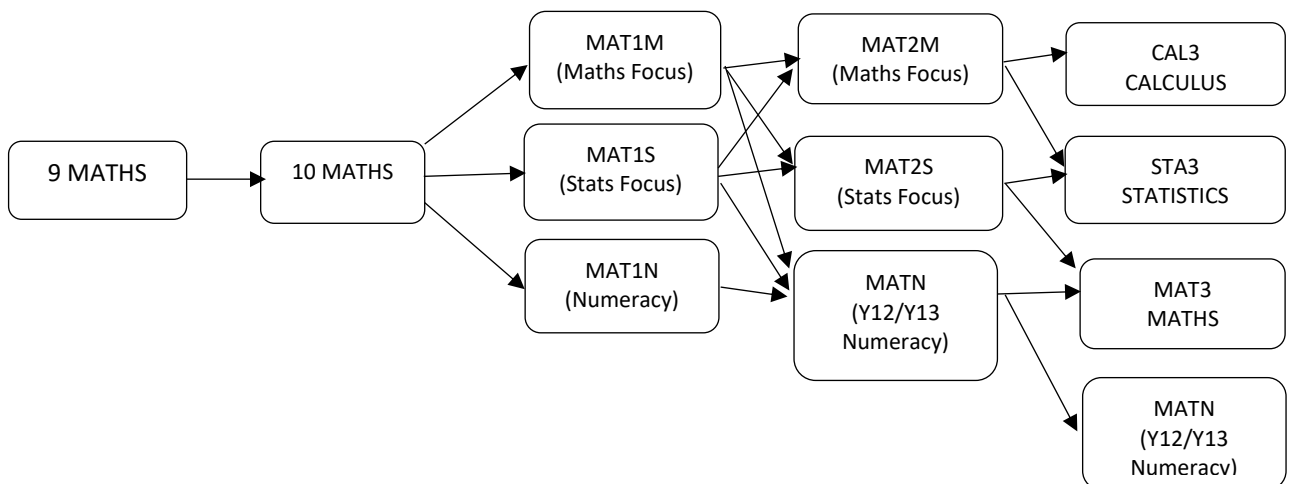 9 MATHS
10 MATHS
MAT1M
(Maths Focus)
MAT1S
(Stats Focus)
MAT1N
(Numeracy)
MAT2M
(Maths Focus)
MAT2S
(Stats Focus)
MATN
(Y12/Y13
Numeracy)
CAL3
CALCULUS
STA3
STATISTICS
MAT3
MATHS
MATN
(Y12/Y13
Numeracy)